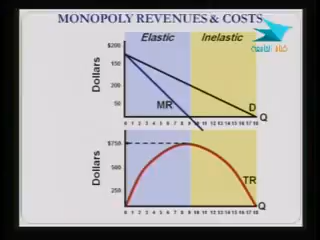 MONOPOLY REVENUES & COSTS
Elastic Inelastic
$200
150
100
50
Dollars
MR
D
0 1 2 3 4 5 6 7 8 9 10 11 12 13 14 15 16 17 18 Q
$750
500
250
Dollars
TR
0 1 2 3 4 5 6 7 8 9 10 11 12 13 14 15 16 17 18 Q